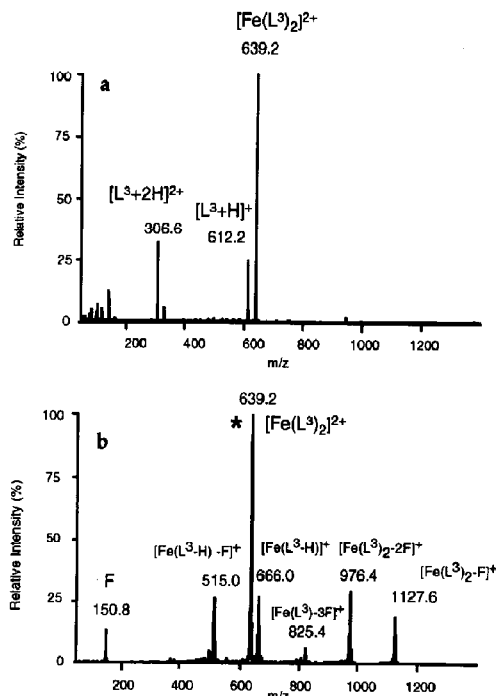 [Fe(L³)₂]²⁺
639.2
100
a
75
Relative Intensity (%)
50
[L³+2H]²⁺
306.6
[L³+H]⁺
612.2
25
0
200 400 600 800 1000 1200
m/z
639.2
100
b
* [Fe(L³)₂]²⁺
75
Relative Intensity (%)
50
[Fe(L³-H) -F]⁺
515.0
[Fe(L³-H)]⁺
666.0
[Fe(L³)₂-2F]⁺
976.4
[Fe(L³)₂-F]⁺
1127.6
F
150.8
[Fe(L³)-3F]⁺
825.4
25
0
200 400 600 800 1000 1200
m/z